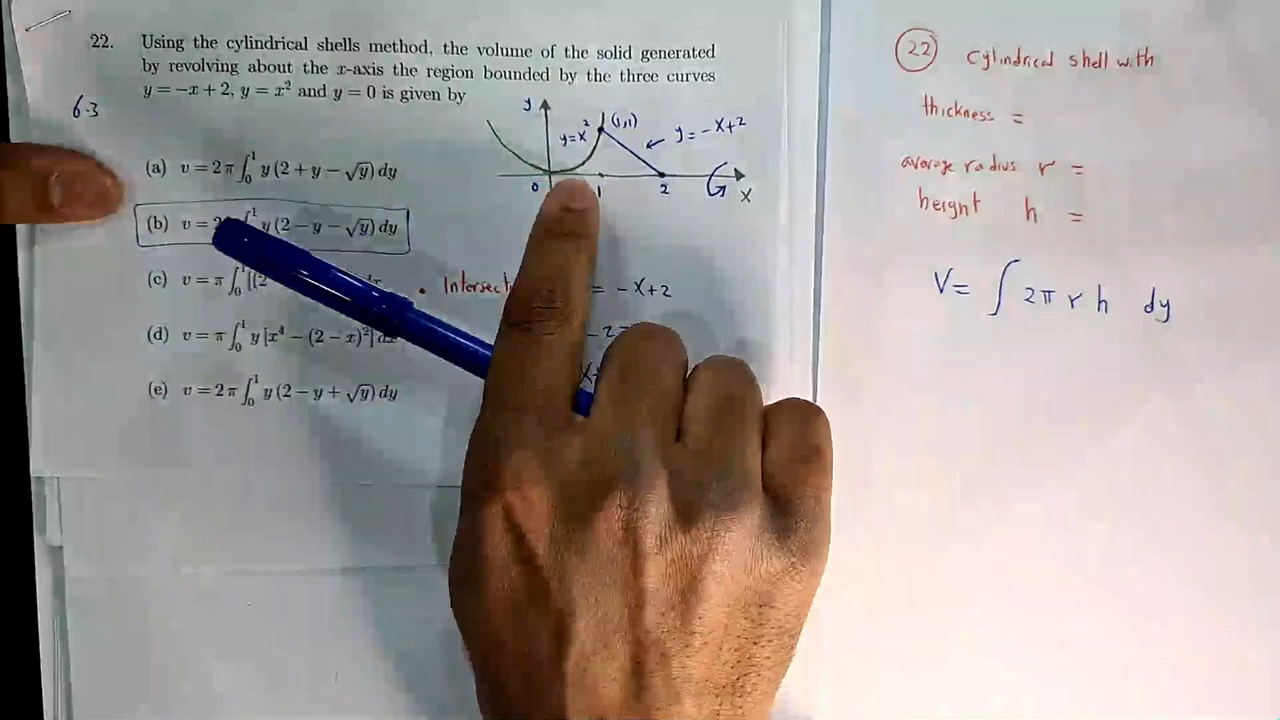 22. Using the cylindrical shells method, the volume of the solid generated
by revolving about the x-axis the region bounded by the three curves
y = −x + 2, y = x² and y = 0 is given by
6.3
y
y = x²
(1,1)
y = -x+2
0 1 2 x
(a) v = 2π ∫₀¹ y (2 + y − √y) dy
(b) v = ∫₀¹ y (2 − y − √y) dy
(c) v = π ∫₀¹ [(2
• = -x+2
(d) v = π ∫₀¹ y [x⁴ − (2 − x)²] dx
(e) v = 2π ∫₀¹ y (2 − y + √y) dy
22 Cylindrical shell with
thickness =
average radius r =
height h =
V = ∫ 2π r h dy